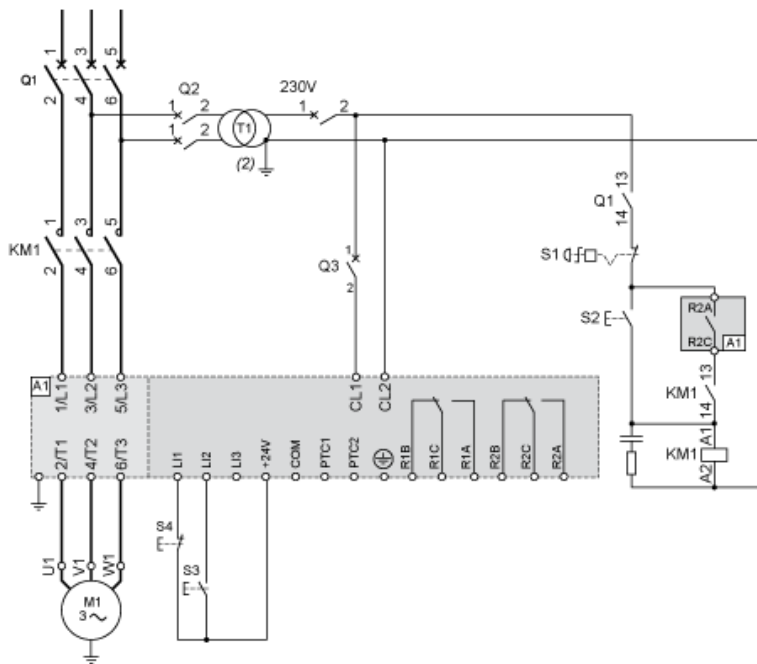 1 3 5
Q1
2 4 6
Q2
1 2
1 2
T1
(2)
230V
1 2
13
Q1
14
1 3 5
KM1
2 4 6
1
Q3
2
S1
S2
R2A
R2C
A1
13
KM1
14
A1
KM1
A2
A1
1/L1 3/L2 5/L3
CL1 CL2
2/T1 4/T2 6/T3
LI1 LI2 LI3 +24V COM PTC1 PTC2 R1B R1C R1A R2B R2C R2A
S4
S3
U1 V1 W1
M1
3